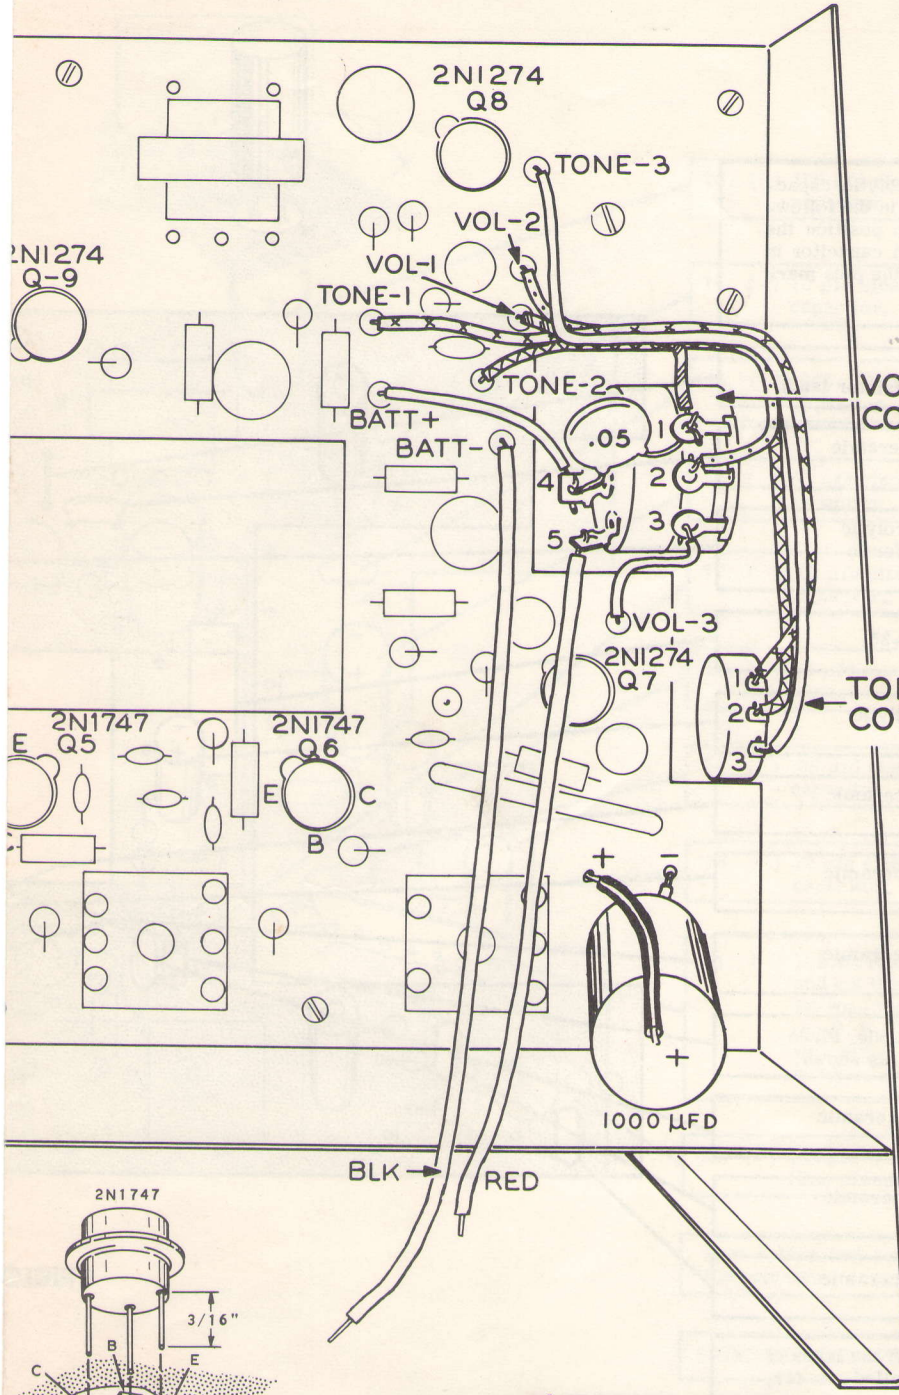 2N1274
Q8
TONE-3
VOL-2
2N1274
Q-9
VOL-1
TONE-1
TONE-2
BATT+
BATT-
.05
1
2
3
4
5
VOL-3
2N1274
Q7
1
2
3
2N1747
Q5
2N1747
Q6
E
E
C
B
+
-
+
1000 µFD
BLK
RED
2N1747
3/16"
B
C
E